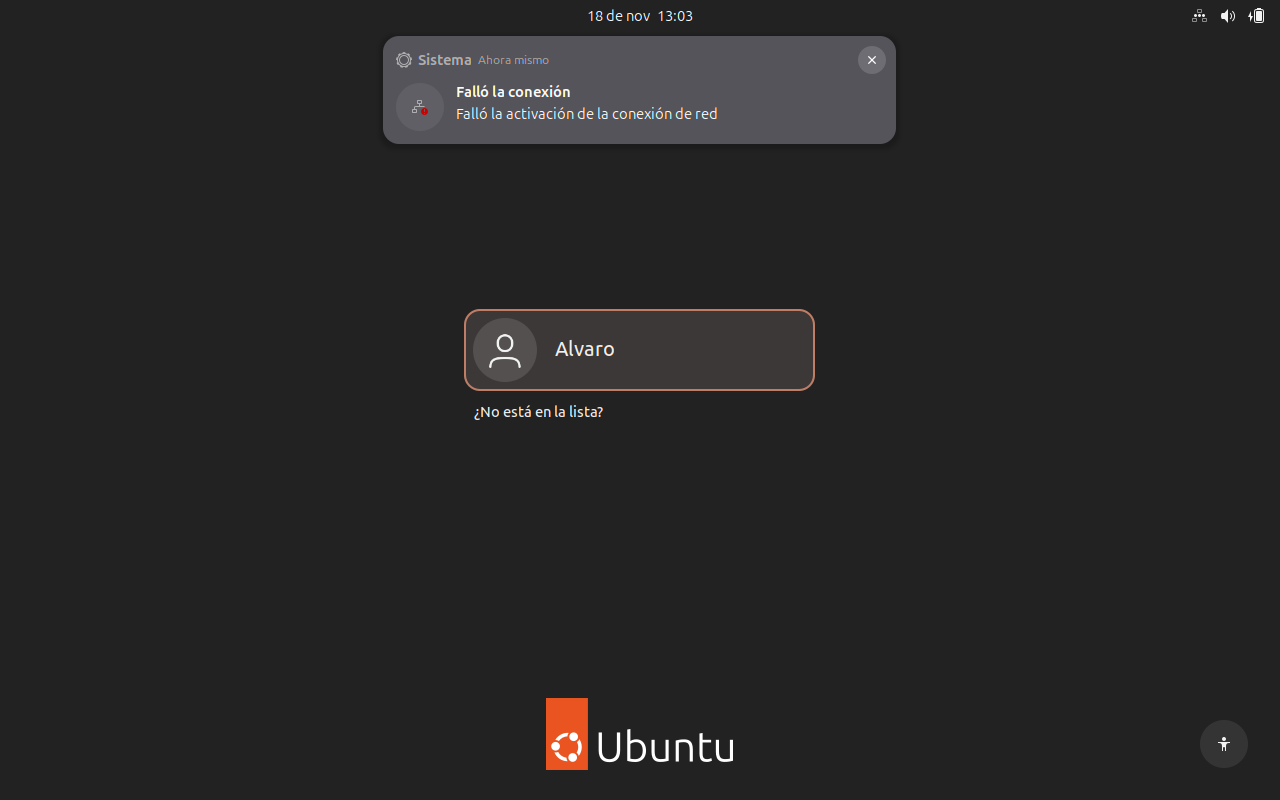 18 de nov 13:03
Sistema Ahora mismo
Falló la conexión
Falló la activación de la conexión de red
Alvaro
¿No está en la lista?
Ubuntu